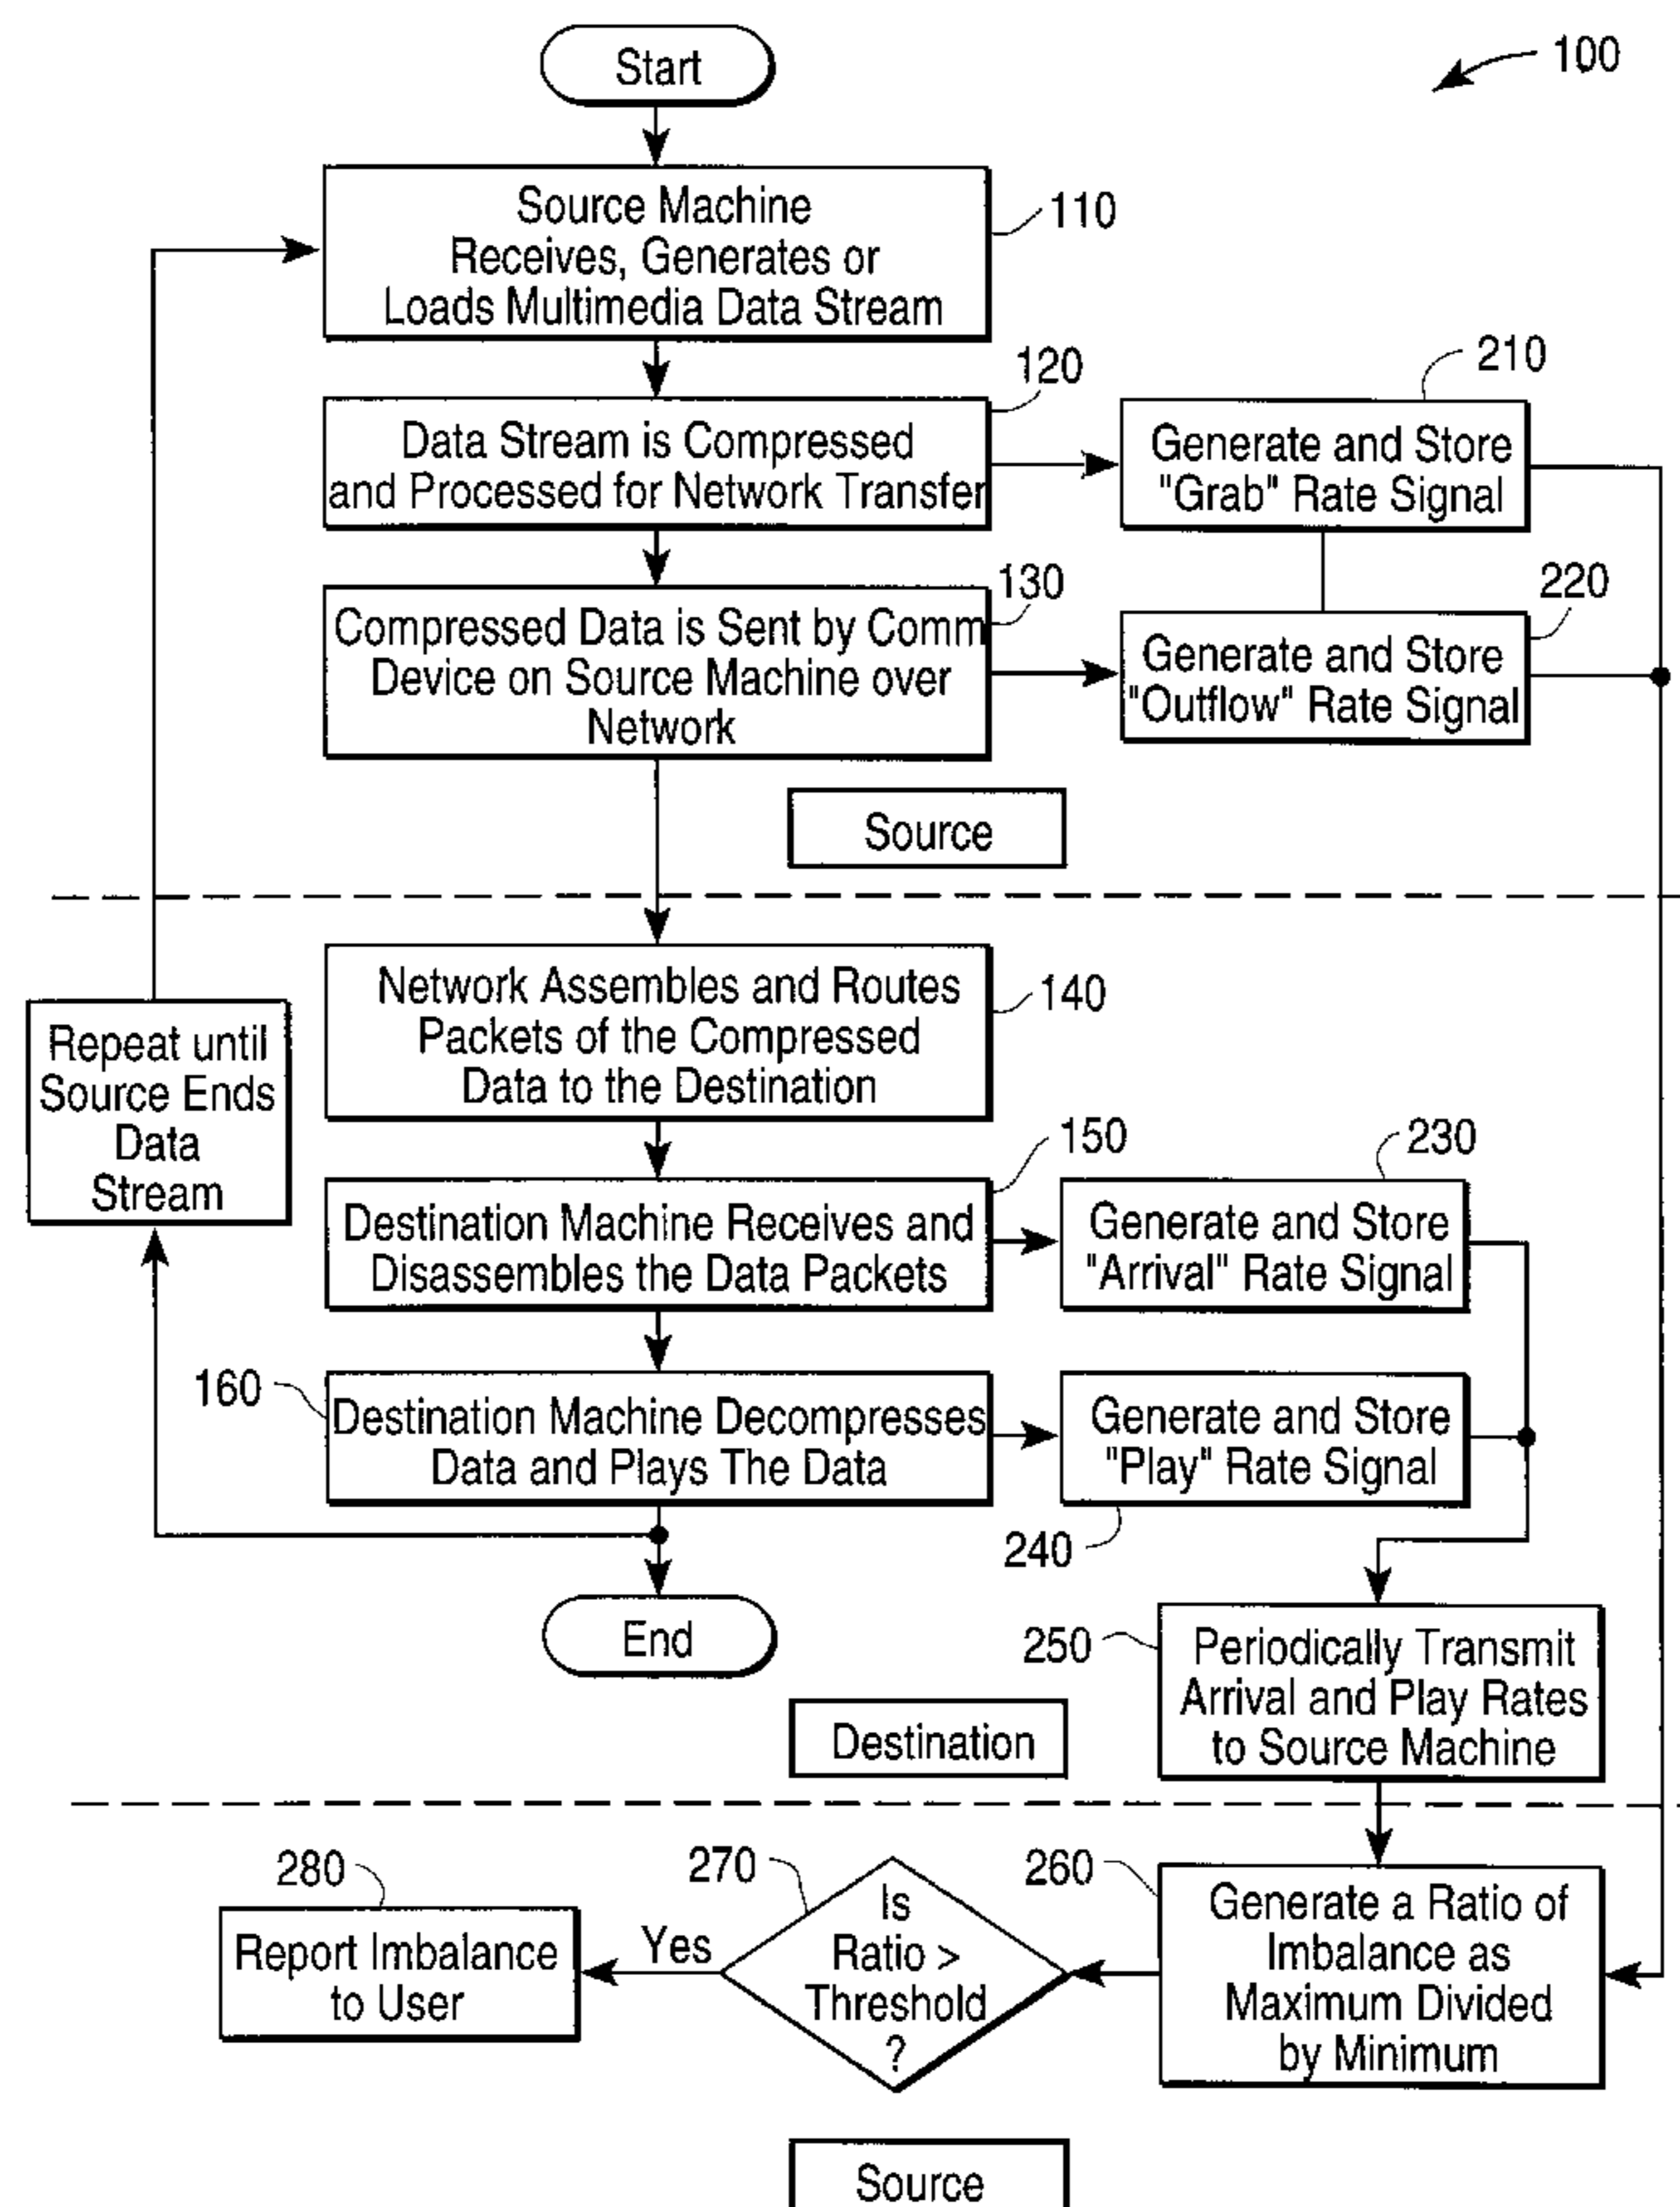 Start
100
Source Machine
Receives, Generates or
Loads Multimedia Data Stream
110
120
Data Stream is Compressed
and Processed for Network Transfer
210
Generate and Store
"Grab" Rate Signal
130
Compressed Data is Sent by Comm
Device on Source Machine over
Network
220
Generate and Store
"Outflow" Rate Signal
Source
Network Assembles and Routes
Packets of the Compressed
Data to the Destination
140
Repeat until
Source Ends
Data
Stream
150
Destination Machine Receives and
Disassembles the Data Packets
230
Generate and Store
"Arrival" Rate Signal
160
Destination Machine Decompresses
Data and Plays The Data
Generate and Store
"Play" Rate Signal
240
End
250
Periodically Transmit
Arrival and Play Rates
to Source Machine
Destination
280
Report Imbalance
to User
Yes
270
Is
Ratio >
Threshold
?
260
Generate a Ratio of
Imbalance as
Maximum Divided
by Minimum
Source